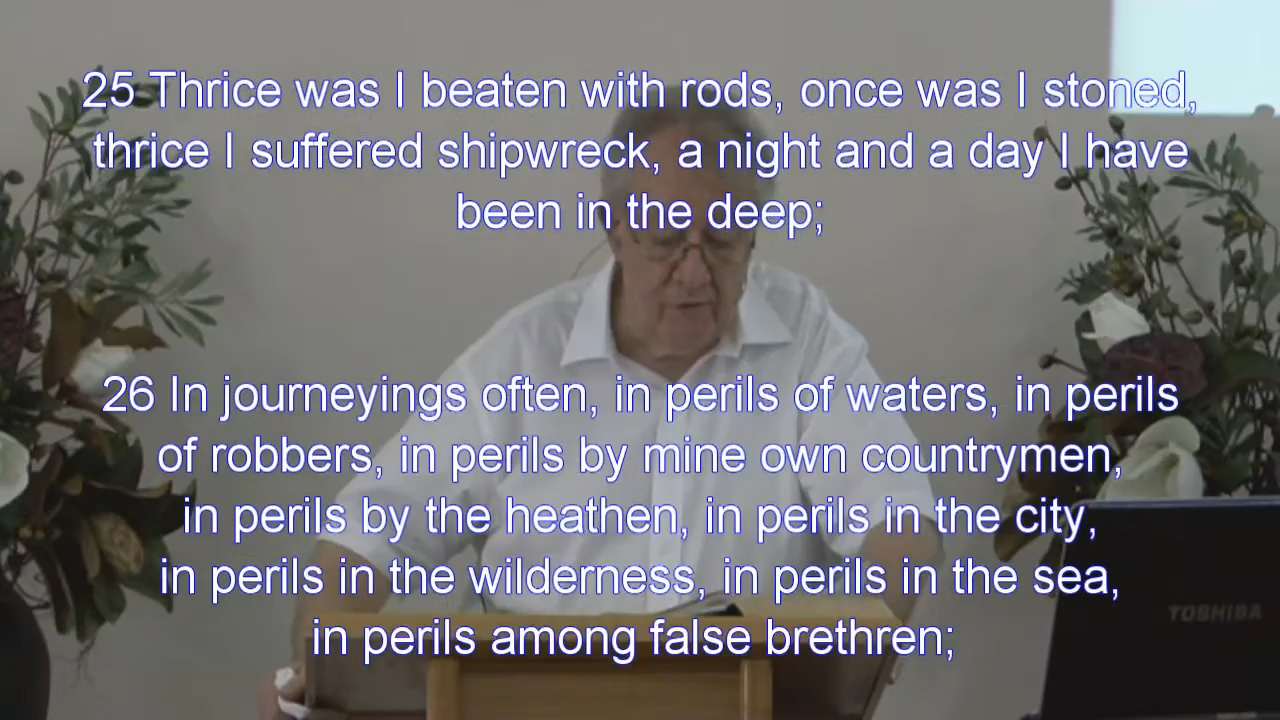 25 Thrice was I beaten with rods, once was I stoned,
thrice I suffered shipwreck, a night and a day I have
been in the deep;
26 In journeyings often, in perils of waters, in perils
of robbers, in perils by mine own countrymen,
in perils by the heathen, in perils in the city,
in perils in the wilderness, in perils in the sea,
in perils among false brethren;
TOSHIBA